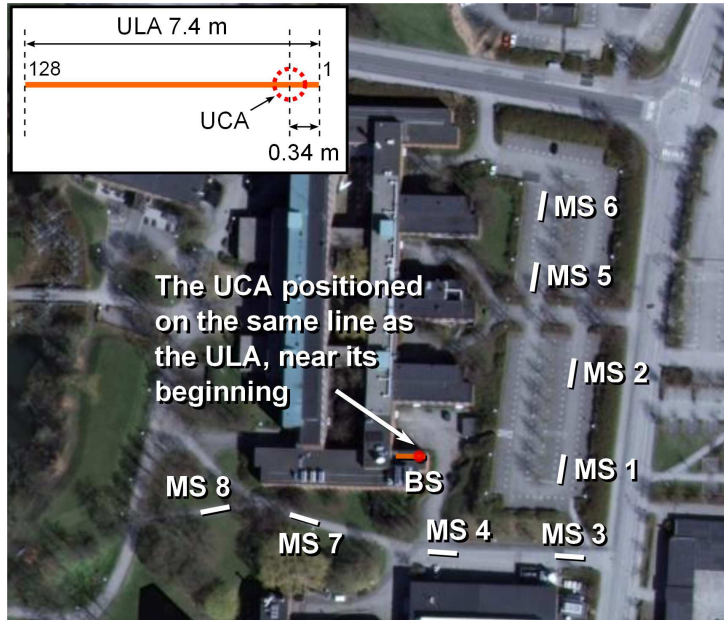 ULA 7.4 m
128
1
UCA
0.34 m
MS 6
MS 5
The UCA positioned
on the same line as
the ULA, near its
beginning
MS 2
MS 1
BS
MS 8
MS 7
MS 4
MS 3